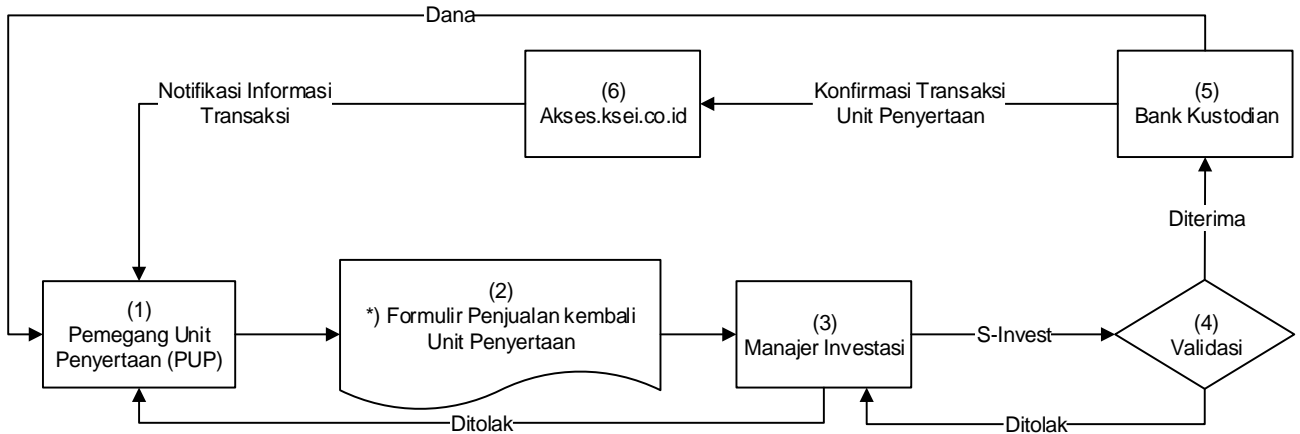 Dana
Notifikasi Informasi
Transaksi
(6)
Akses.ksei.co.id
Konfirmasi Transaksi
Unit Penyertaan
(5)
Bank Kustodian
Diterima
(1)
Pemegang Unit
Penyertaan (PUP)
(2)
*) Formulir Penjualan kembali
Unit Penyertaan
(3)
Manajer Investasi
S-Invest
(4)
Validasi
Ditolak
Ditolak